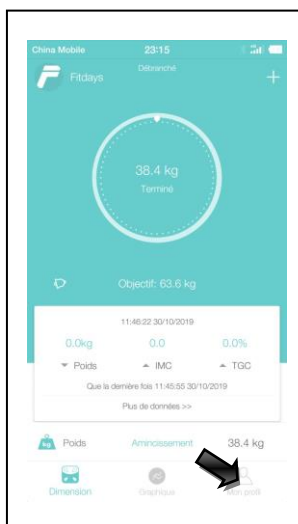 China Mobile 23:15
Fitdays Débranché +
38.4 kg
Terminé
Objectif: 63.6 kg
11:46:22 30/10/2019
0.0kg 0.0 0.0%
Poids IMC TGC
Que la dernière fois 11:45:55 30/10/2019
Plus de données >>
kg Poids Amincissement 38.4 kg
Dimension Graphique Mon profil